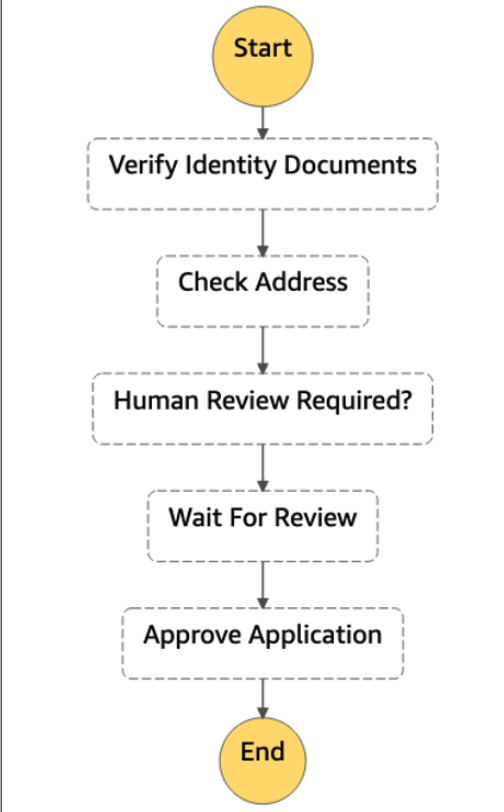 Start
Verify Identity Documents
Check Address
Human Review Required?
Wait For Review
Approve Application
End